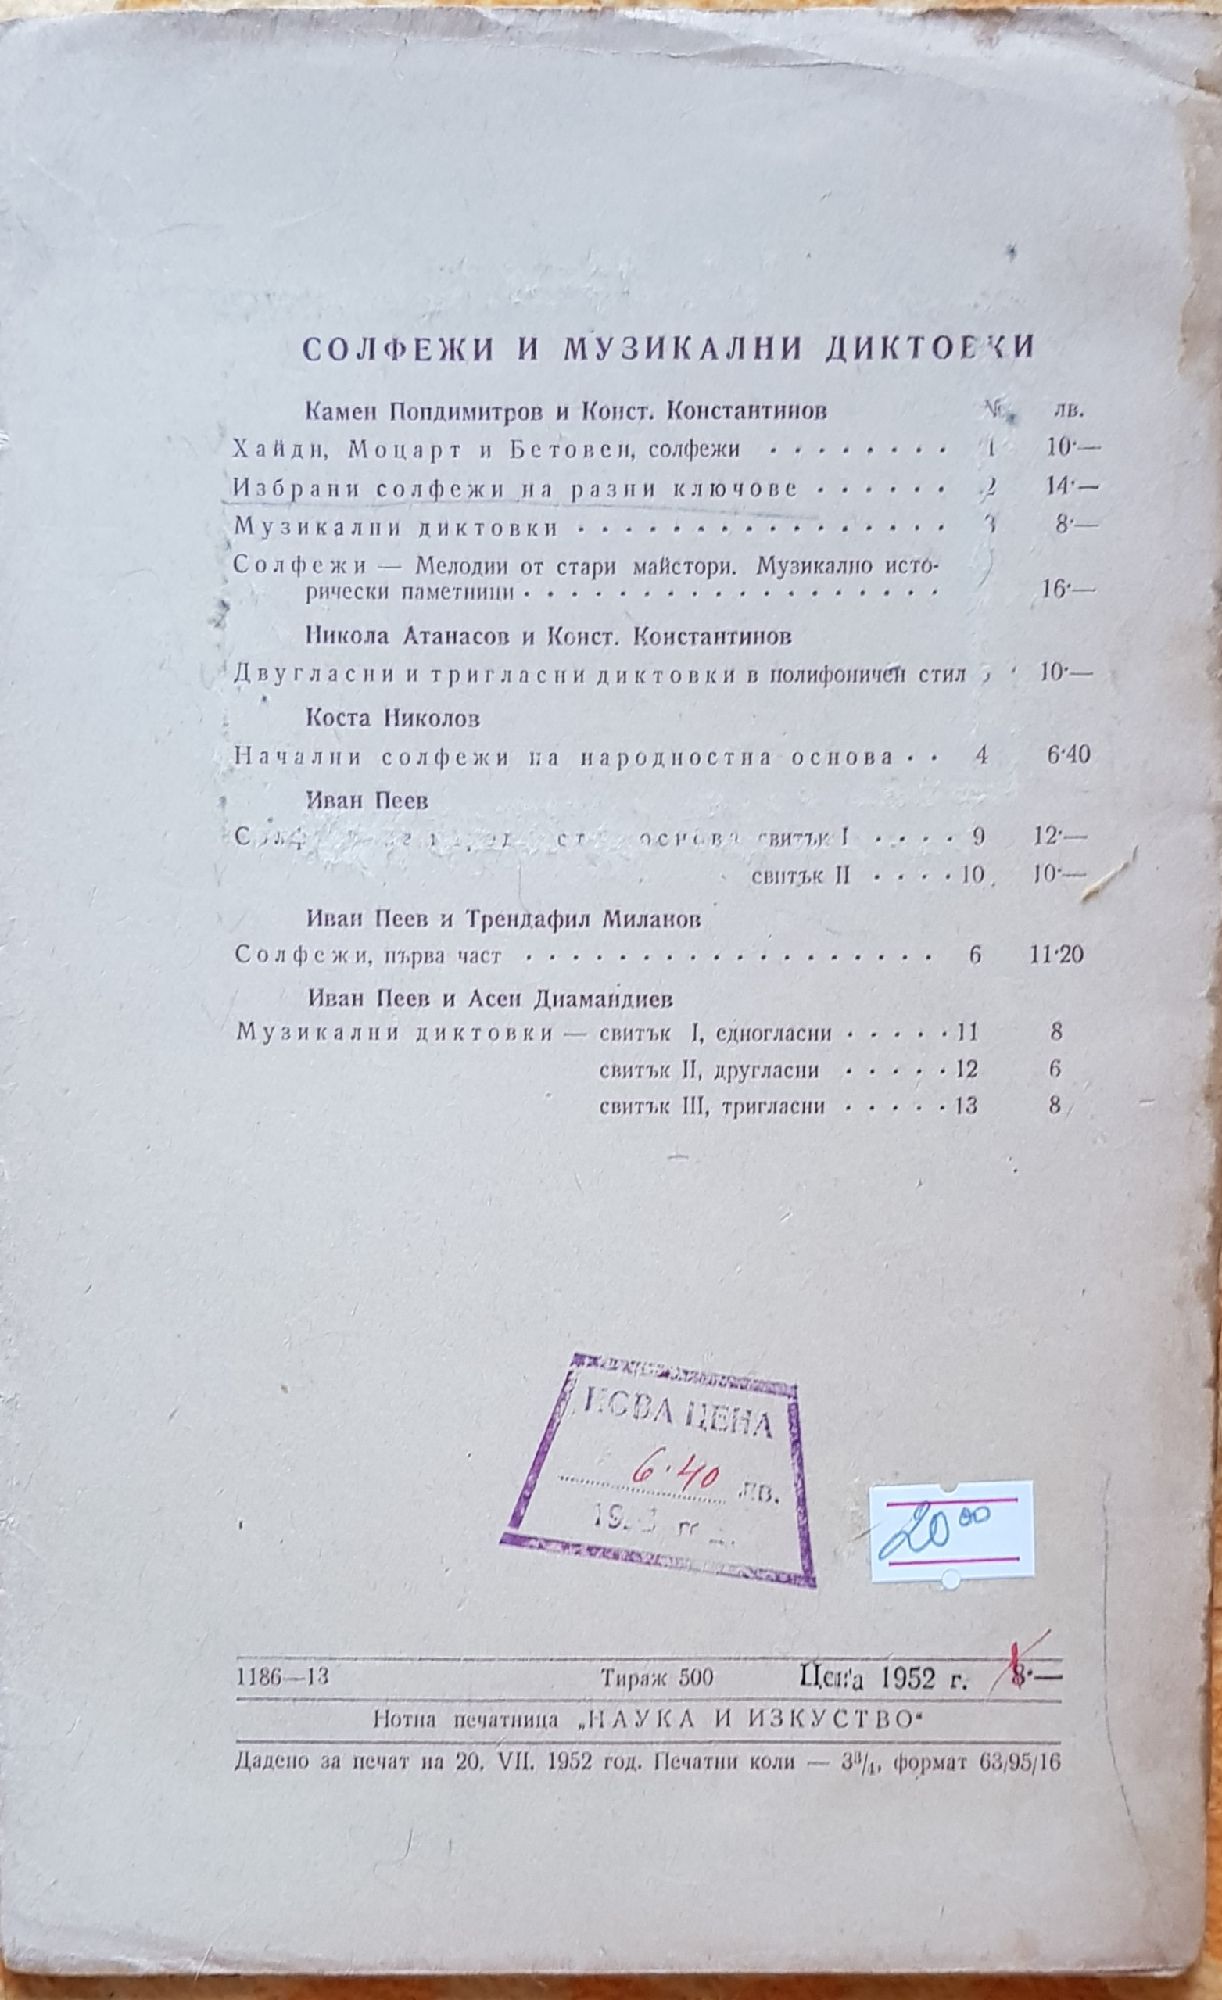 СОЛФЕЖИ И МУЗИКАЛНИ ДИКТОВКИ
Камен Попдимитров и Конст. Константинов № лв.
Хайдн, Моцарт и Бетовен, солфежи . . . . . . . . 1 10·—
Избрани солфежи на разни ключове . . . . . . 2 14·—
Музикални диктовки . . . . . . . . . . . . . . . . 3 8·—
Солфежи — Мелодии от стари майстори. Музикално исто-
рически паметници . . . . . . . . . . . . . . . . . . 16·—
Никола Атанасов и Конст. Константинов
Двугласни и тригласни диктовки в полифоничен стил 10·—
Коста Николов
Начални солфежи на народностна основа . . 4 6·40
Иван Пеев
основа свитък I . . . . 9 12·—
свитък II . . . . 10 10·—
Иван Пеев и Трендафил Миланов
Солфежи, първа част . . . . . . . . . . . . . . . . . . 6 11·20
Иван Пеев и Асен Диамандиев
Музикални диктовки — свитък I, едногласни . . . . . 11 8
свитък II, другласни . . . . . 12 6
свитък III, тригласни . . . . . 13 8
НОВА ЦЕНА
6·40 лв.
20 00
1186—13 Тираж 500 Цена 1952 г. 8·—
Нотна печатница „НАУКА И ИЗКУСТВО"
Дадено за печат на 20. VII. 1952 год. Печатни коли — 3³/₄, формат 63/95/16